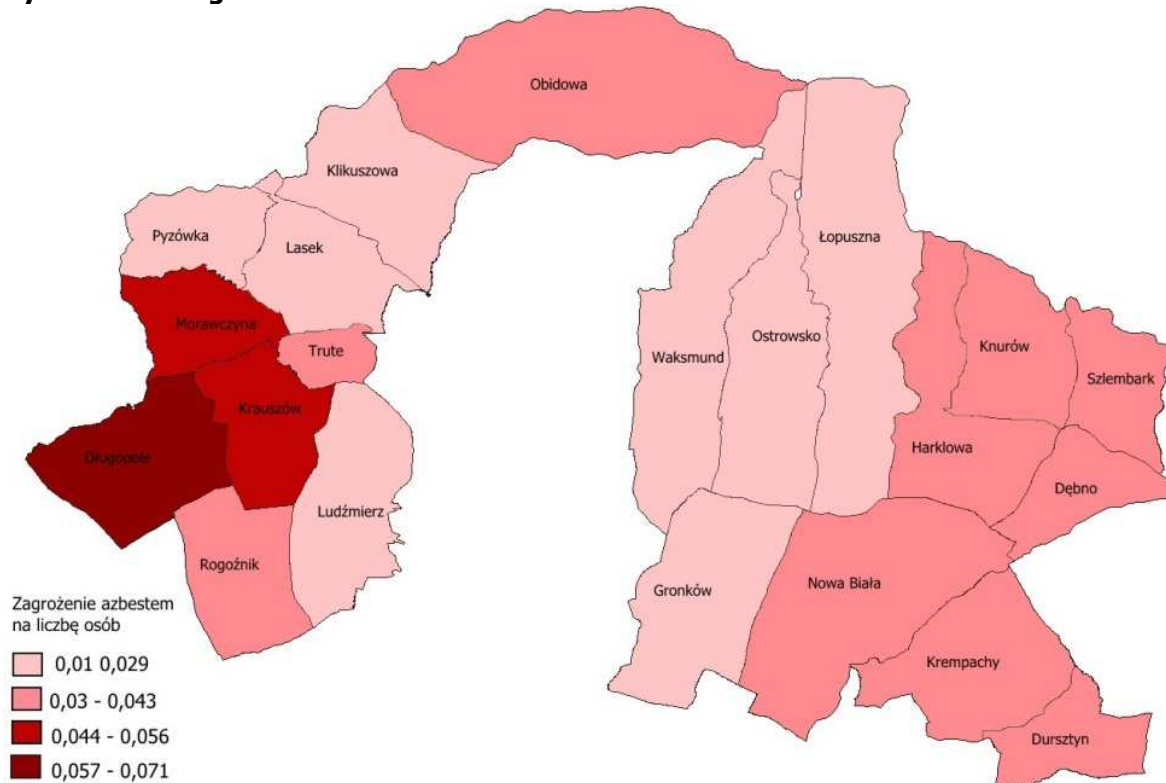 Obidowa
Klikuszowa
Pyzówka
Lasek
Łopuszna
Morawczyna
Trute
Waksmund
Ostrowsko
Knurów
Szlembark
Krauszów
Długopole
Harklowa
Dębno
Ludźmierz
Rogoźnik
Gronków
Nowa Biała
Krempachy
Dursztyn
Zagrożenie azbestem
na liczbę osób
0,01 0,029
0,03 - 0,043
0,044 - 0,056
0,057 - 0,071